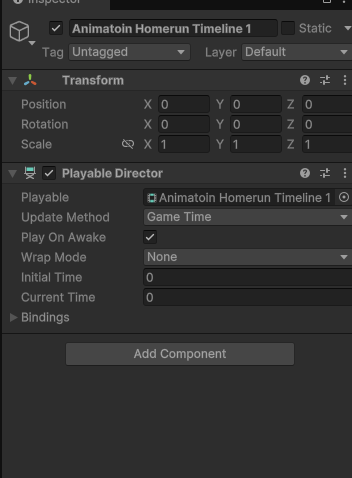 Inspector
Animatoin Homerun Timeline 1 Static
Tag Untagged Layer Default
Transform
Position X 0 Y 0 Z 0
Rotation X 0 Y 0 Z 0
Scale X 1 Y 1 Z 1
Playable Director
Playable Animatoin Homerun Timeline 1
Update Method Game Time
Play On Awake
Wrap Mode None
Initial Time 0
Current Time 0
Bindings
Add Component